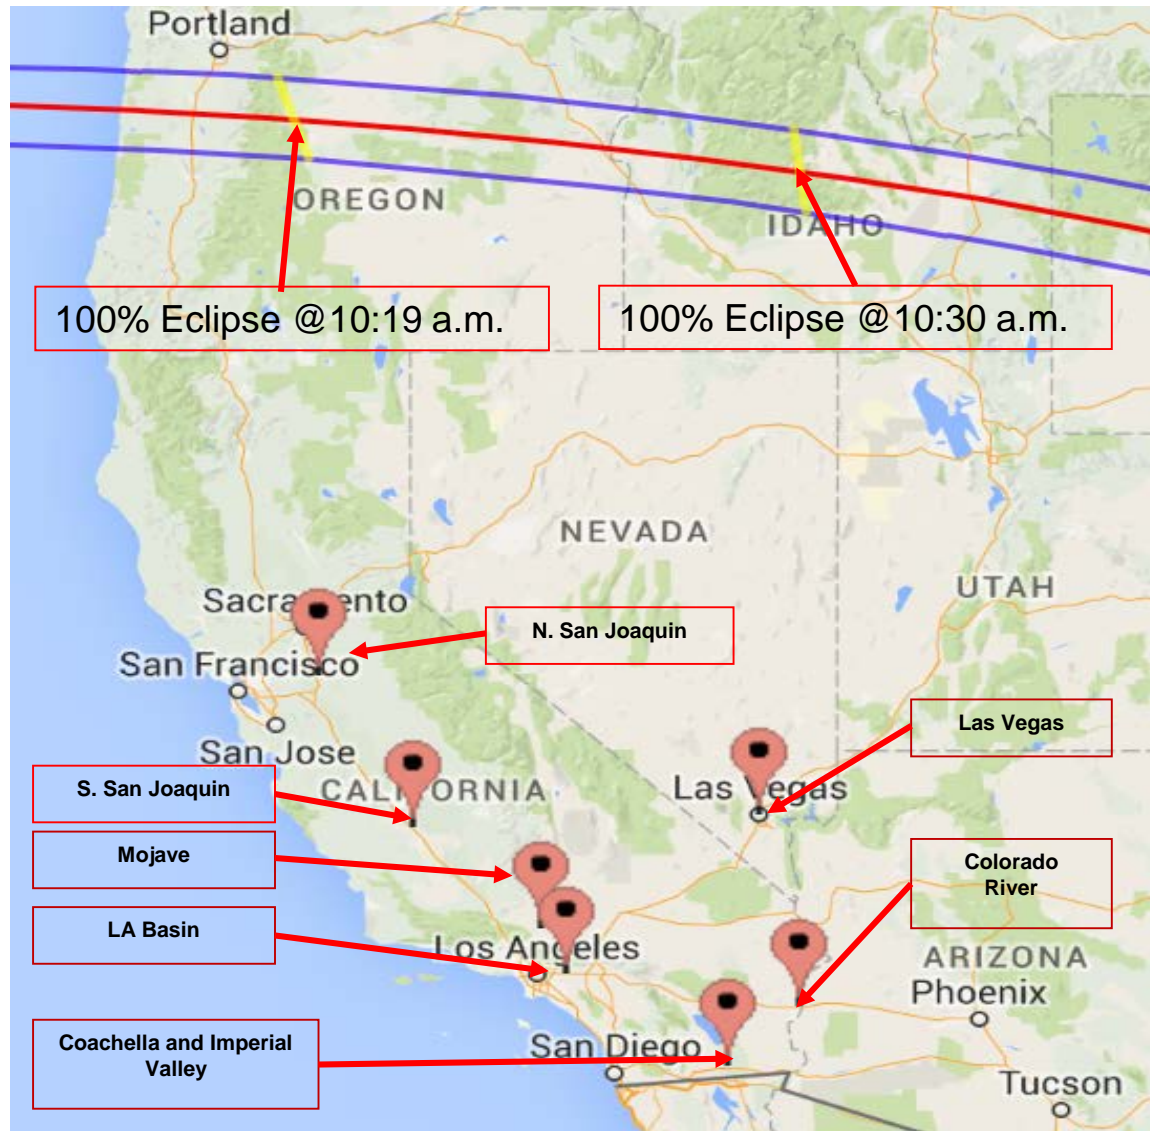 Portland
OREGON
IDAHO
100% Eclipse @10:19 a.m.
100% Eclipse @10:30 a.m.
NEVADA
UTAH
Sacramento
N. San Joaquin
San Francisco
San Jose
Las Vegas
S. San Joaquin
CALIFORNIA
Las Vegas
Mojave
Colorado
River
LA Basin
Los Angeles
ARIZONA
Phoenix
Coachella and Imperial
Valley
San Diego
Tucson